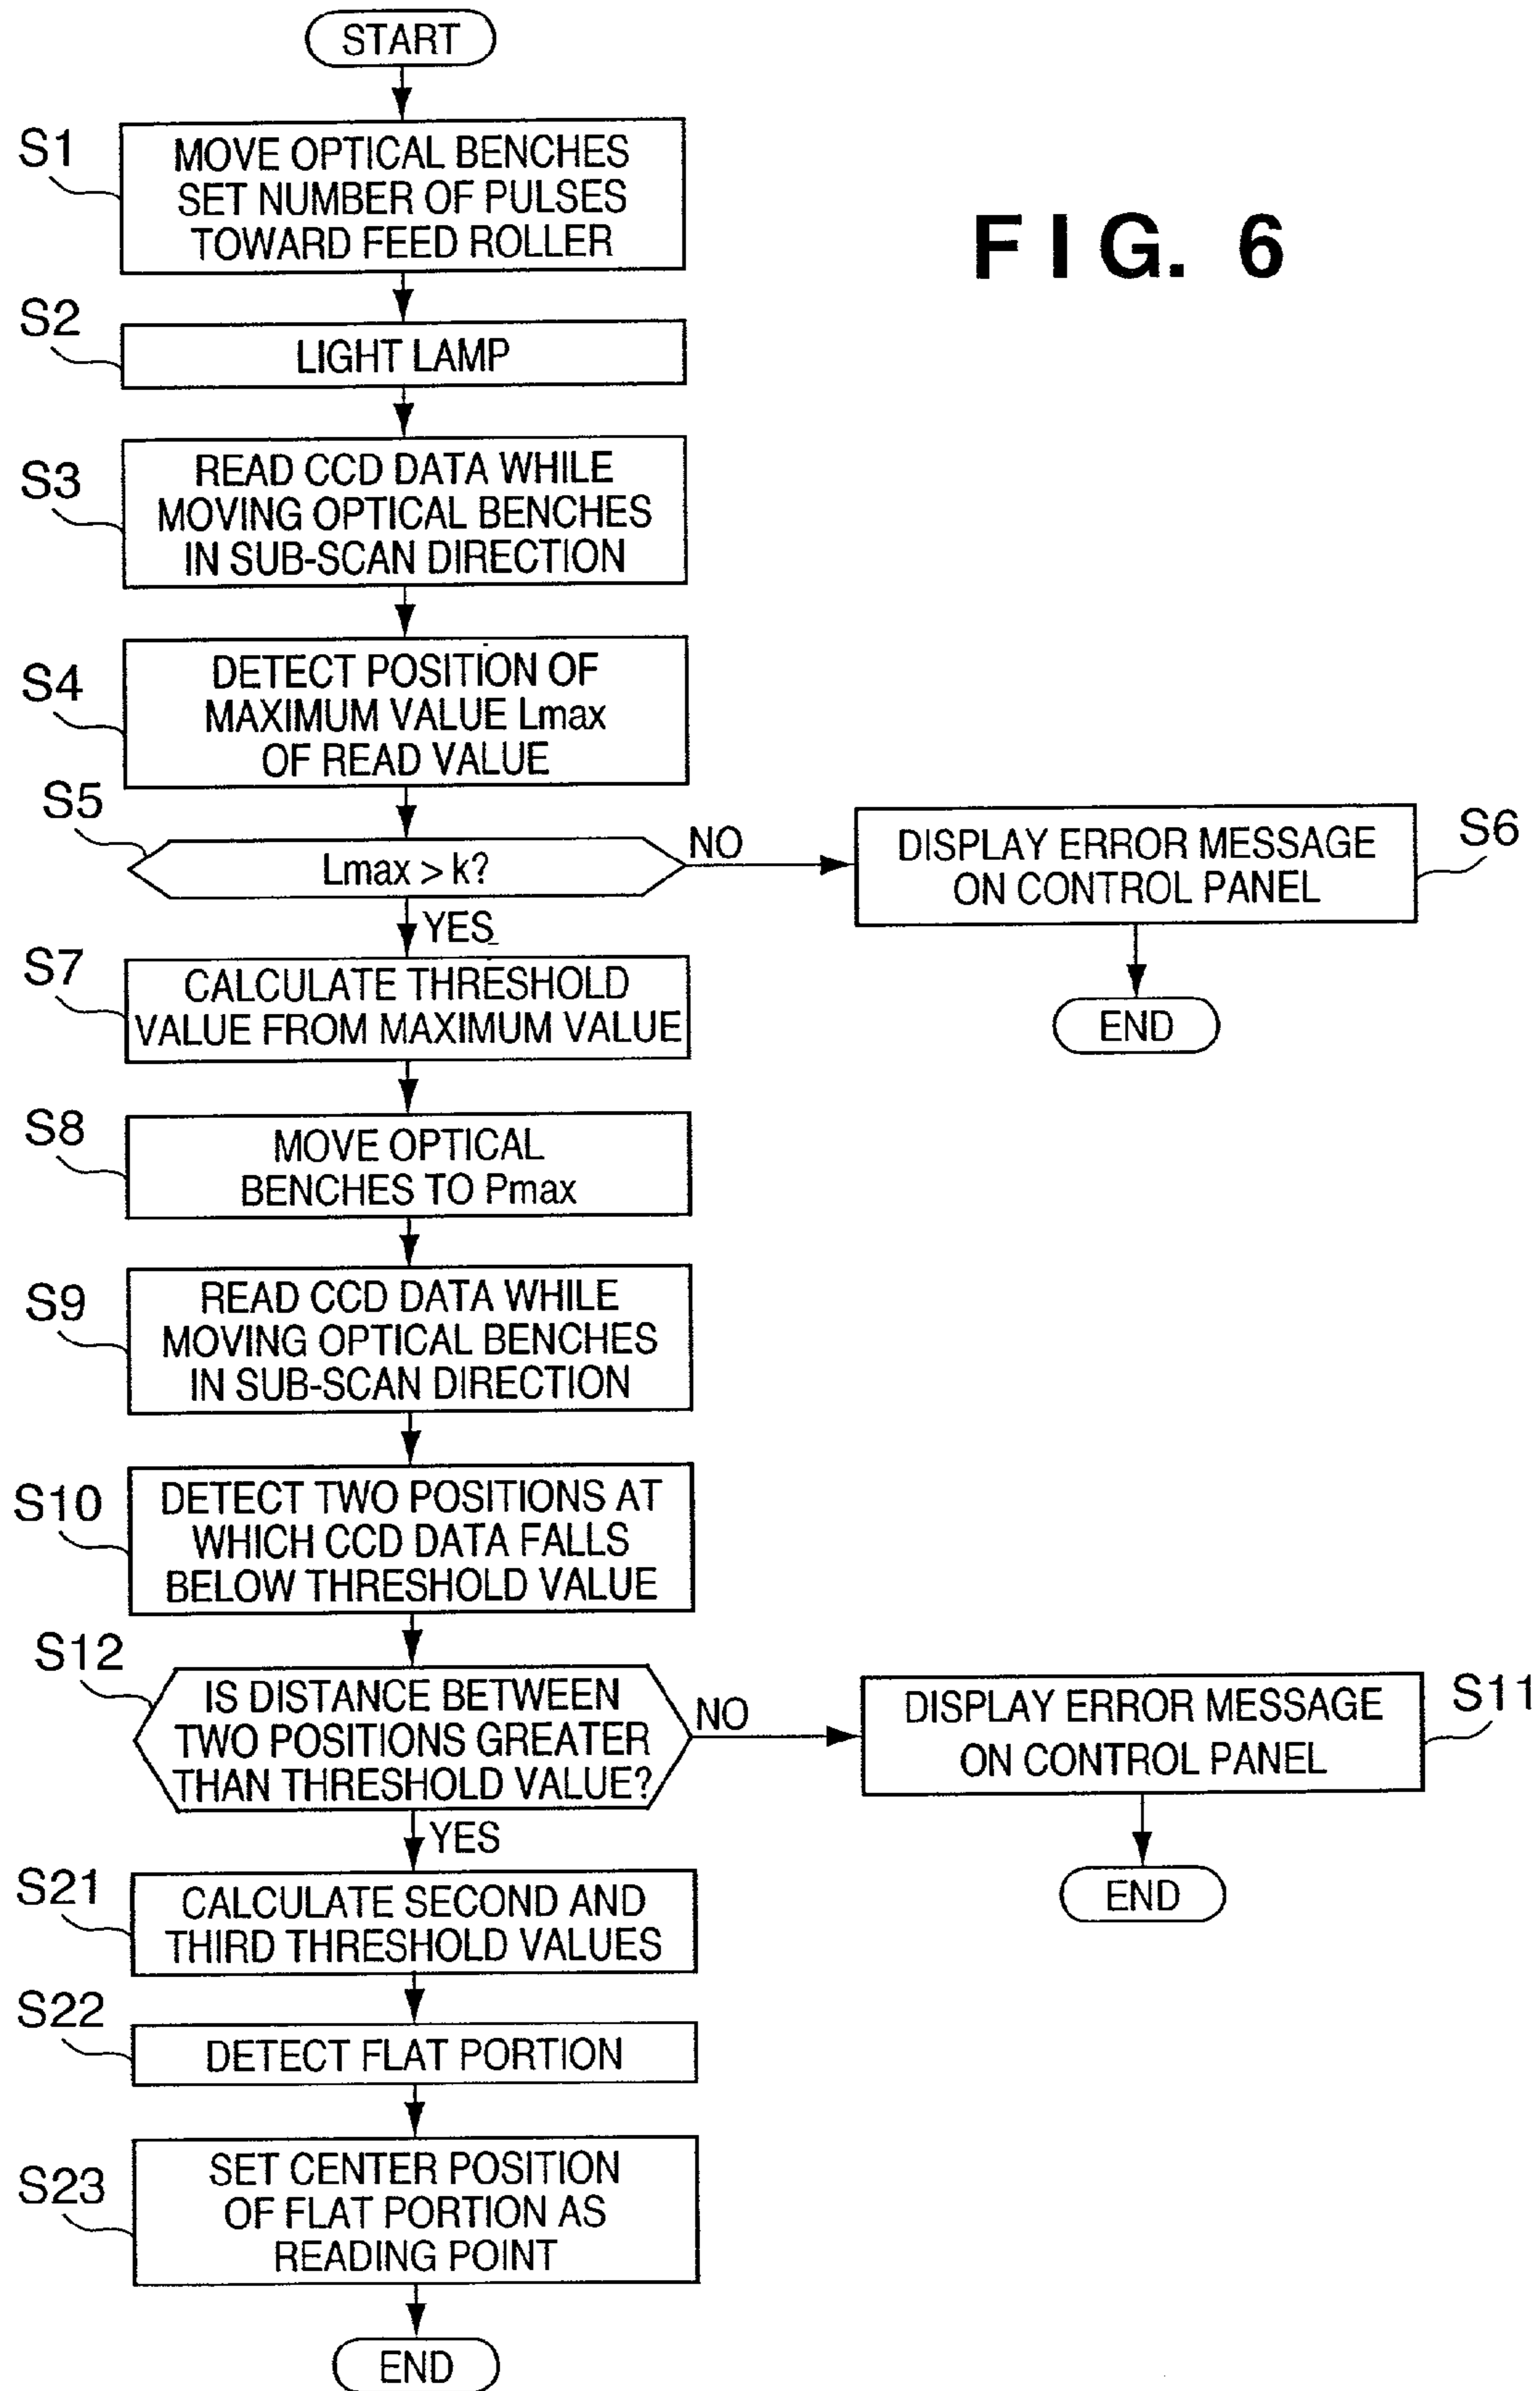 START
S1
MOVE OPTICAL BENCHES
SET NUMBER OF PULSES
TOWARD FEED ROLLER
FIG. 6
S2
LIGHT LAMP
S3
READ CCD DATA WHILE
MOVING OPTICAL BENCHES
IN SUB-SCAN DIRECTION
S4
DETECT POSITION OF
MAXIMUM VALUE Lmax
OF READ VALUE
S5
Lmax > k?
NO
DISPLAY ERROR MESSAGE
ON CONTROL PANEL
S6
END
YES
S7
CALCULATE THRESHOLD
VALUE FROM MAXIMUM VALUE
S8
MOVE OPTICAL
BENCHES TO Pmax
S9
READ CCD DATA WHILE
MOVING OPTICAL BENCHES
IN SUB-SCAN DIRECTION
S10
DETECT TWO POSITIONS AT
WHICH CCD DATA FALLS
BELOW THRESHOLD VALUE
S12
IS DISTANCE BETWEEN
TWO POSITIONS GREATER
THAN THRESHOLD VALUE?
NO
DISPLAY ERROR MESSAGE
ON CONTROL PANEL
S11
END
YES
S21
CALCULATE SECOND AND
THIRD THRESHOLD VALUES
S22
DETECT FLAT PORTION
S23
SET CENTER POSITION
OF FLAT PORTION AS
READING POINT
END